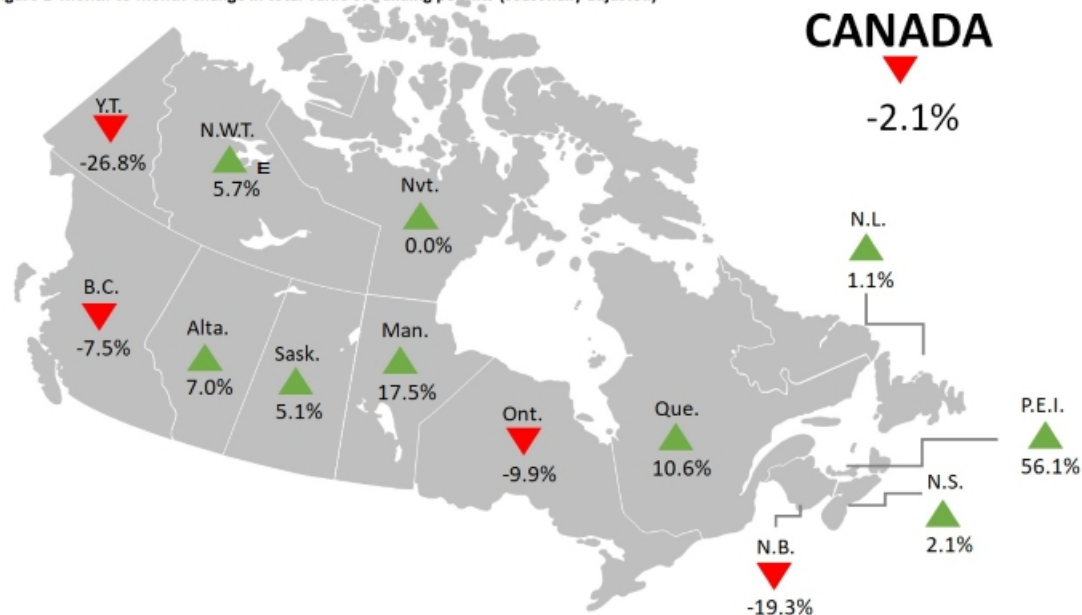 CANADA
-2.1%
Y.T.
-26.8%
N.W.T.
E
5.7%
Nvt.
0.0%
N.L.
1.1%
B.C.
-7.5%
Alta.
7.0%
Sask.
5.1%
Man.
17.5%
Ont.
-9.9%
Que.
10.6%
P.E.I.
56.1%
N.S.
2.1%
N.B.
-19.3%